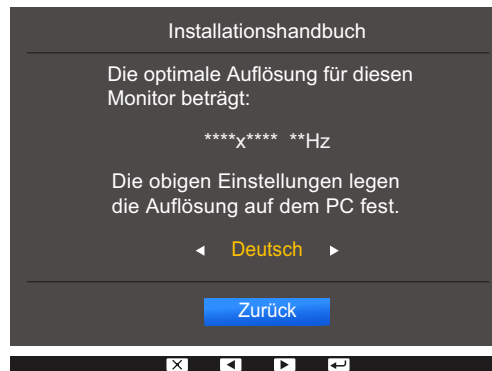 Installationshandbuch
Die optimale Auflösung für diesen
Monitor beträgt:
****x**** **Hz
Die obigen Einstellungen legen
die Auflösung auf dem PC fest.
Deutsch
Zurück